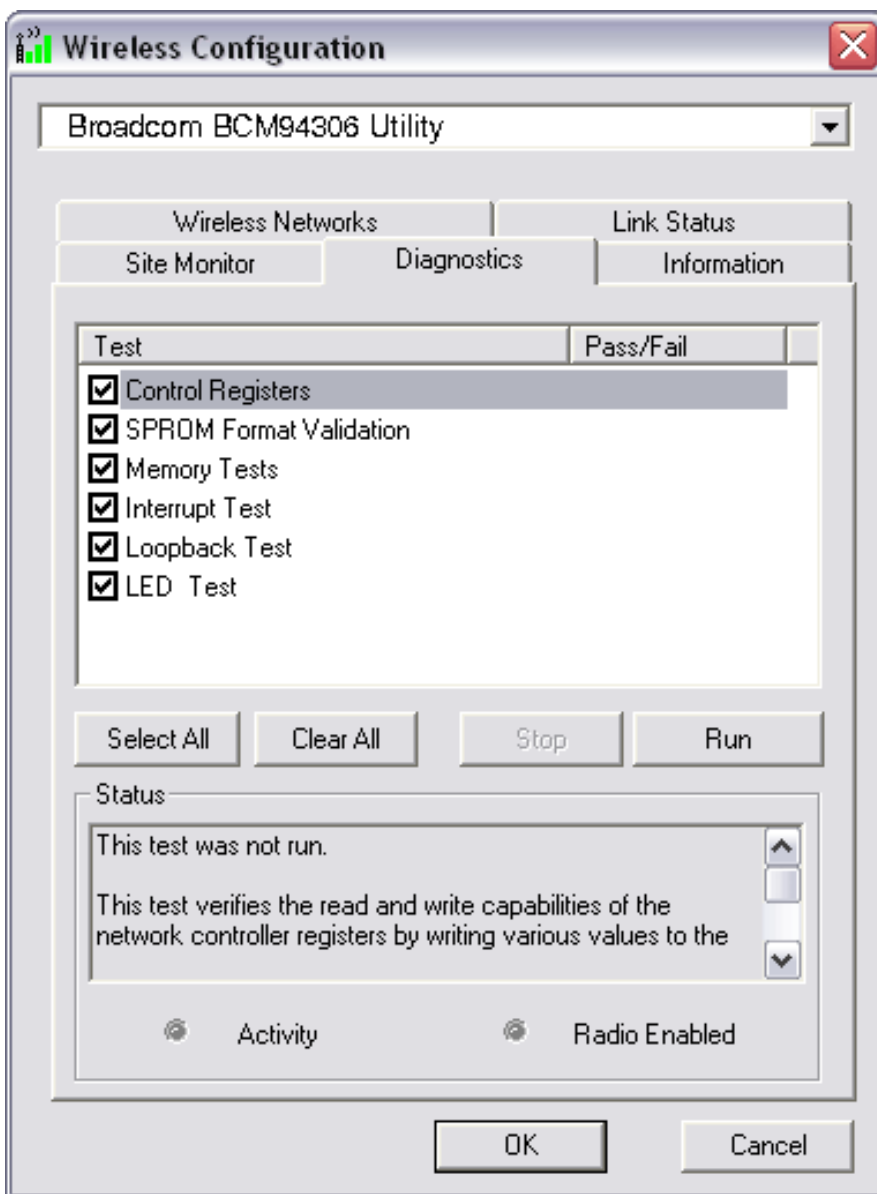 Wireless Configuration
Broadcom BCM94306 Utility
Wireless Networks Link Status
Site Monitor Diagnostics Information
Test Pass/Fail
Control Registers
SPROM Format Validation
Memory Tests
Interrupt Test
Loopback Test
LED  Test
Select All Clear All Stop Run
Status
This test was not run.
This test verifies the read and write capabilities of the
network controller registers by writing various values to the
Activity Radio Enabled
OK Cancel